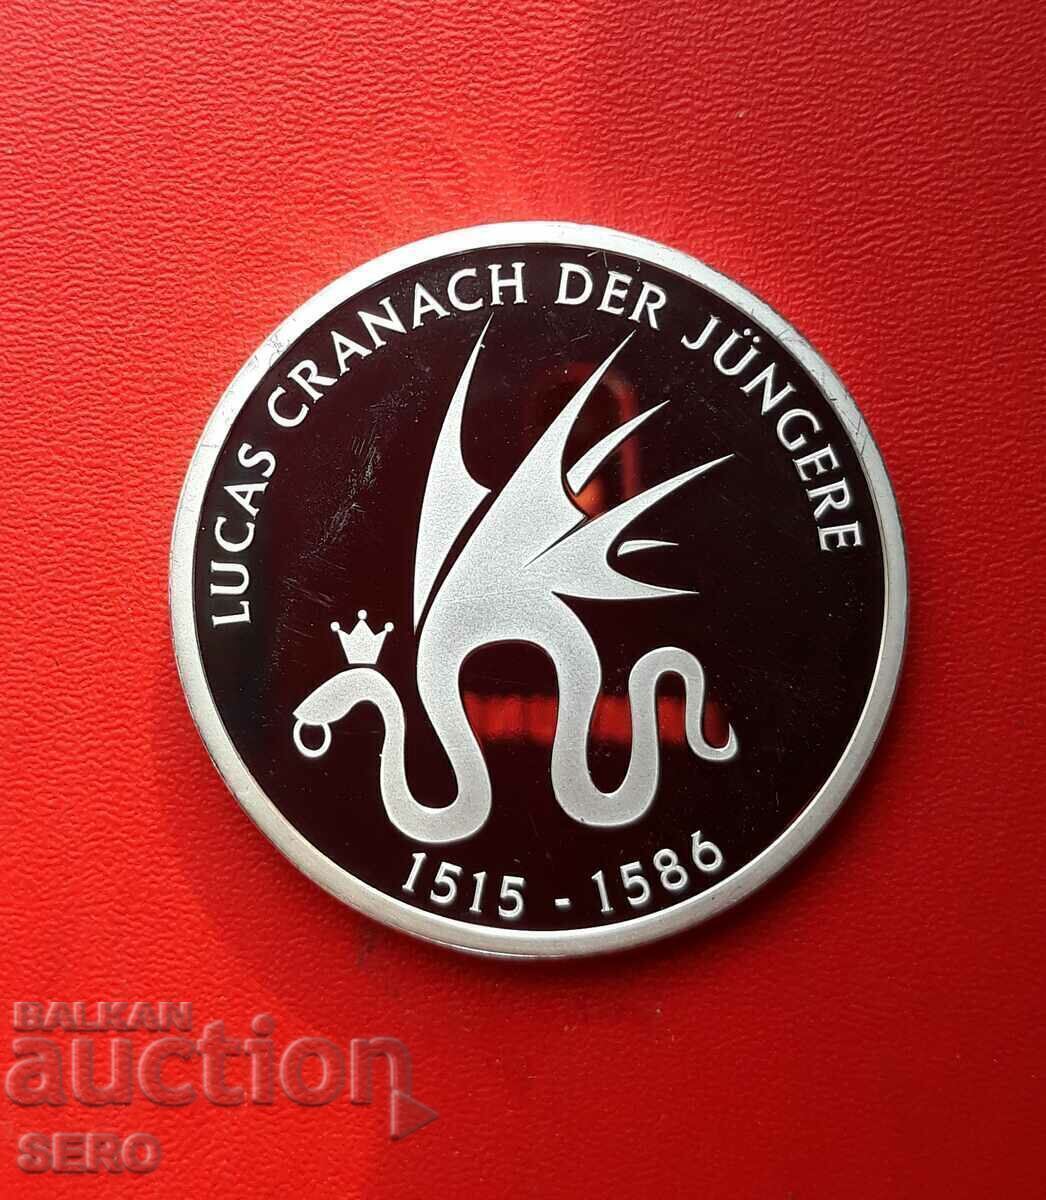 LUCAS CRANACH DER JÜNGERE
1515 - 1586
BALKAN
auction
SERO